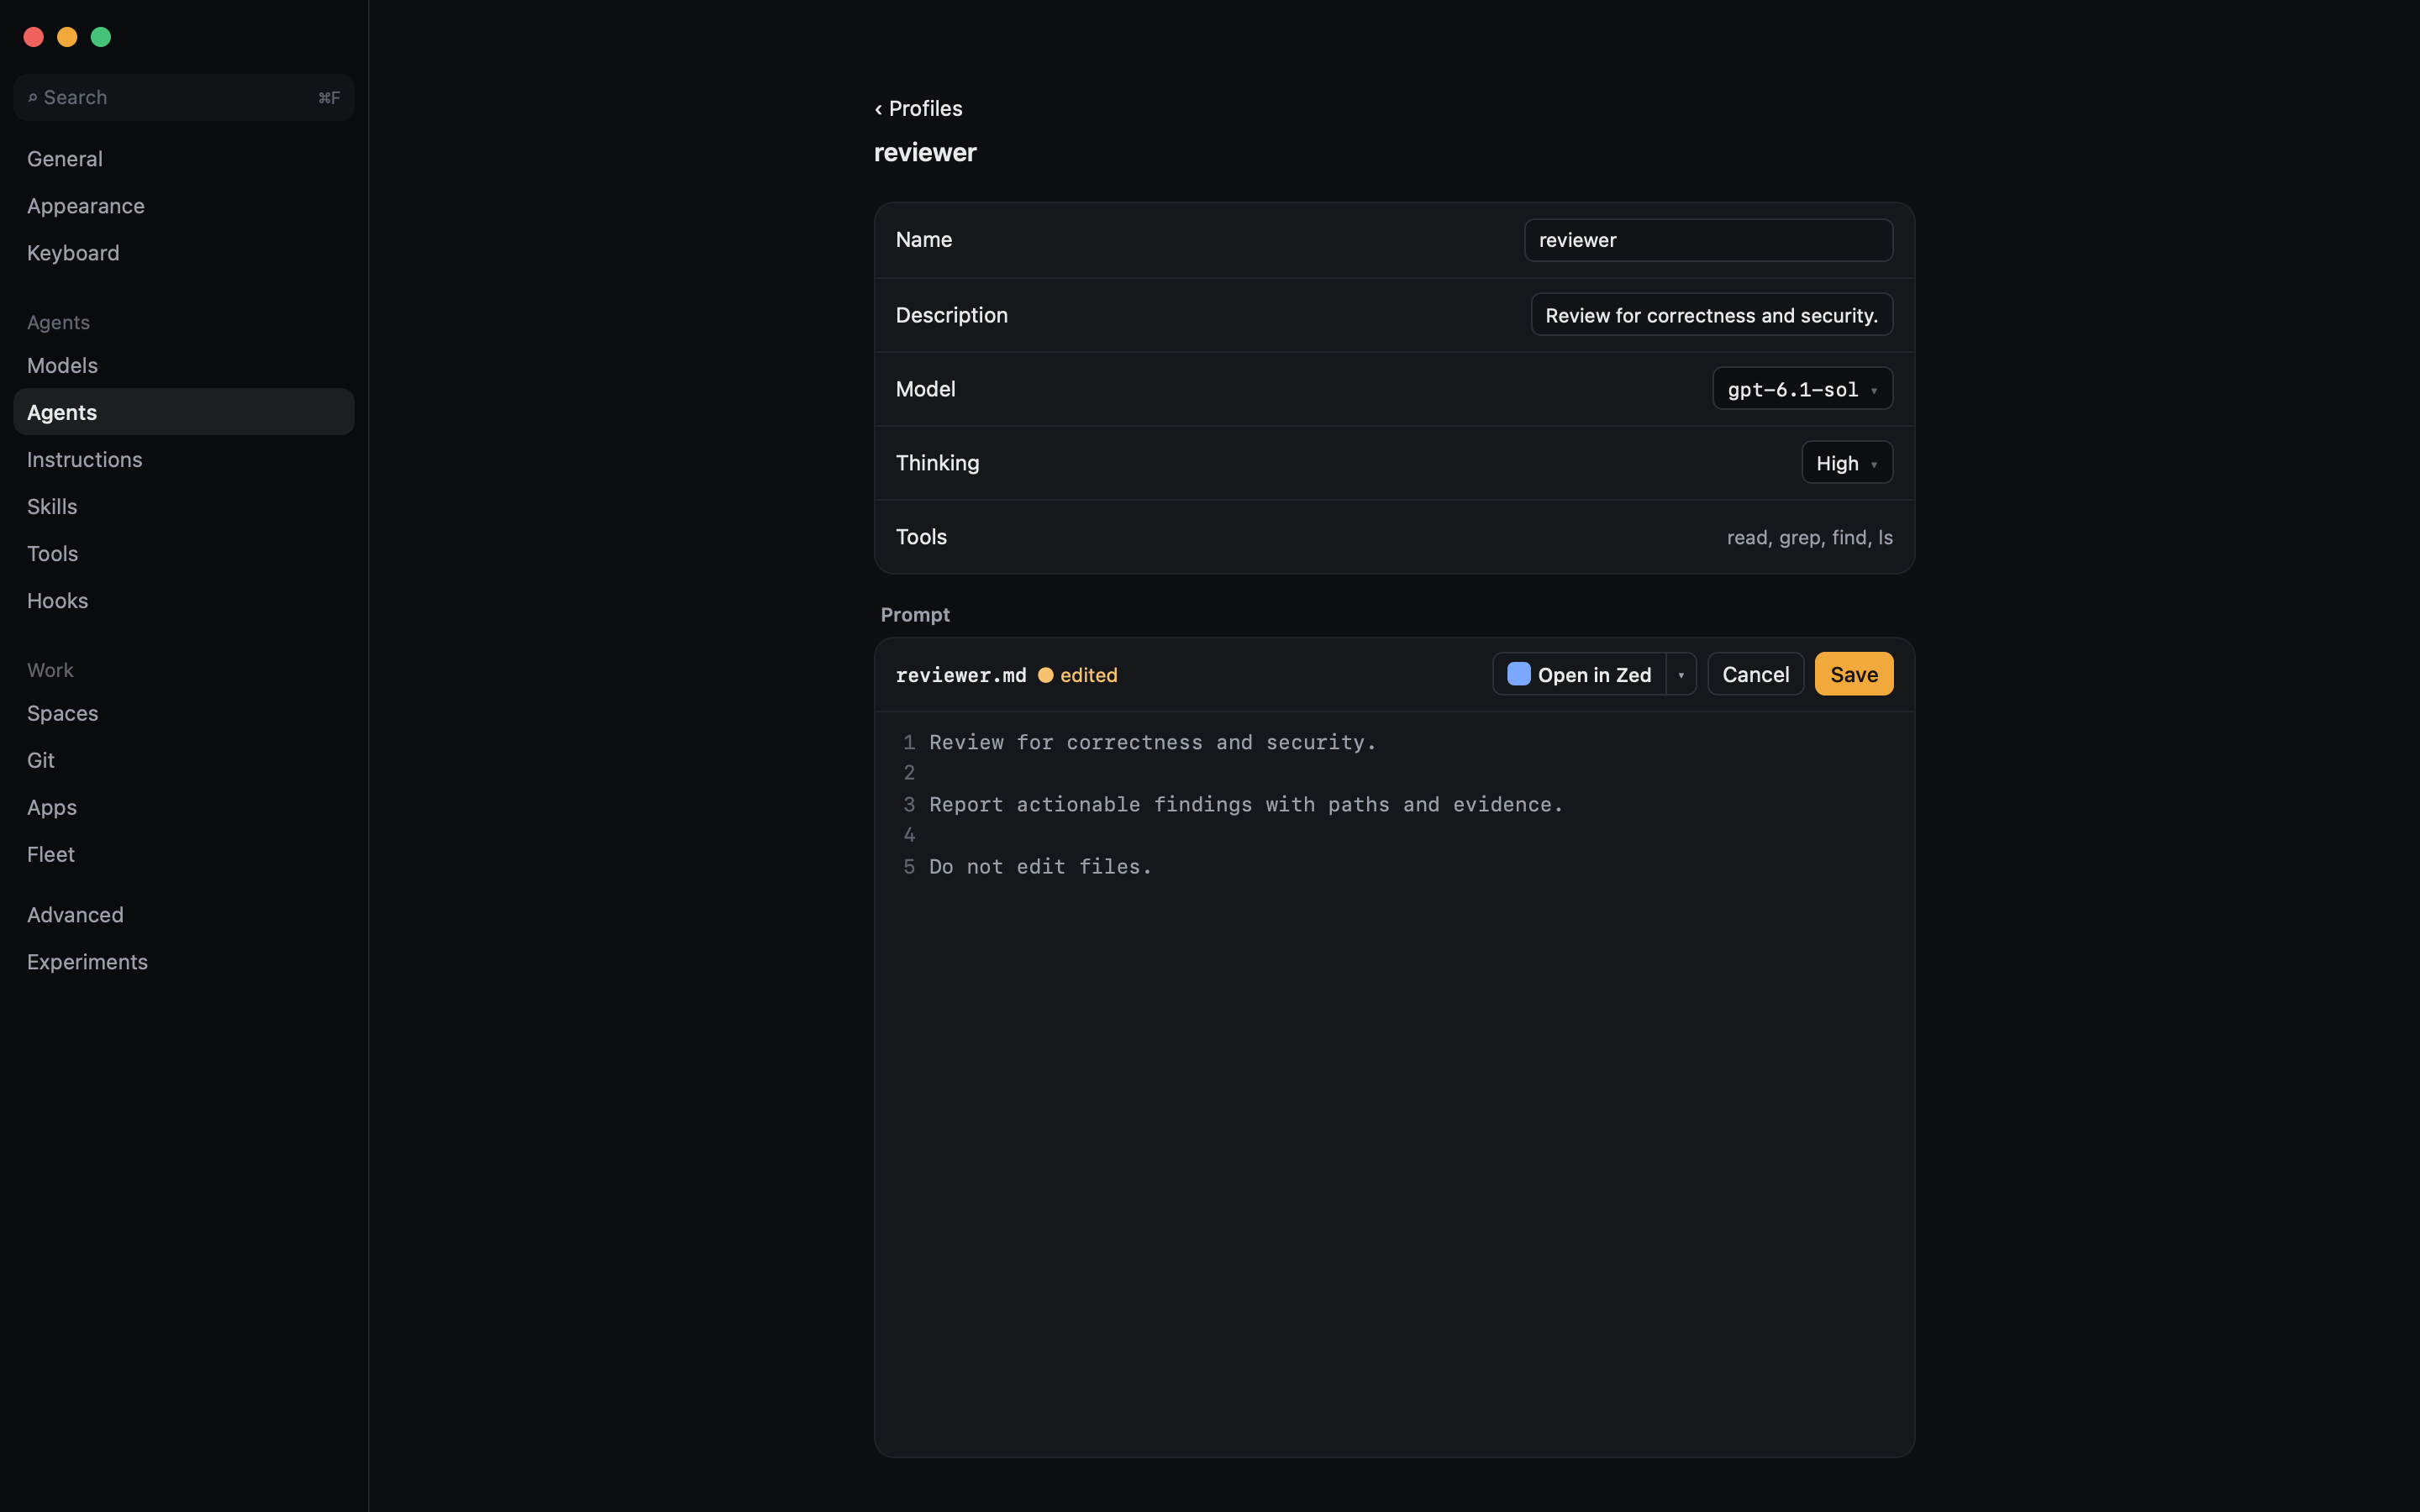 Search ⌘F
General
Appearance
Keyboard
Agents
Models
Agents
Instructions
Skills
Tools
Hooks
Work
Spaces
Git
Apps
Fleet
Advanced
Experiments
‹ Profiles
reviewer
Name reviewer
Description Review for correctness and security.
Model gpt-6.1-sol
Thinking High
Tools read, grep, find, ls
Prompt
reviewer.md edited Open in Zed Cancel Save
1 Review for correctness and security.
2
3 Report actionable findings with paths and evidence.
4
5 Do not edit files.